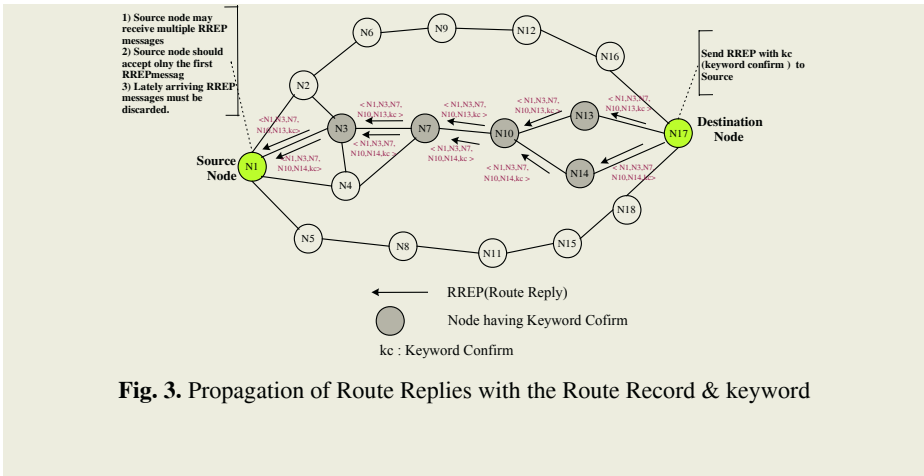 1) Source node may
receive multiple RREP
messages
2) Source node should
accept olny the first
RREPmessag
3) Lately arriving RREP
messages must be
discarded.
N6
N9
N12
N16
N2
Send RREP with kc
(keyword confirm ) to
Source
< N1,N3,N7,
N10,N13,kc >
< N1,N3,N7,
N10,N13,kc>
< N1,N3,N7,
N10,N13,kc>
< N1,N3,N7,
N10,N13,kc>
<N1,N3,N7,
N10,N13,kc>
N3
N7
N10
N13
N17
Destination
Node
Source
Node
N1
<N1,N3,N7,
N10,N14,kc>
< N1,N3,N7,
N10,N14,kc>
< N1,N3,N7,
N10,N14,kc>
< N1,N3,N7,
N10,N14,kc>
< N1,N3,N7,
N10,N14,kc>
N4
N14
N18
N5
N8
N11
N15
RREP(Route Reply)
Node having Keyword Cofirm
kc : Keyword Confirm
Fig. 3. Propagation of Route Replies with the Route Record & keyword